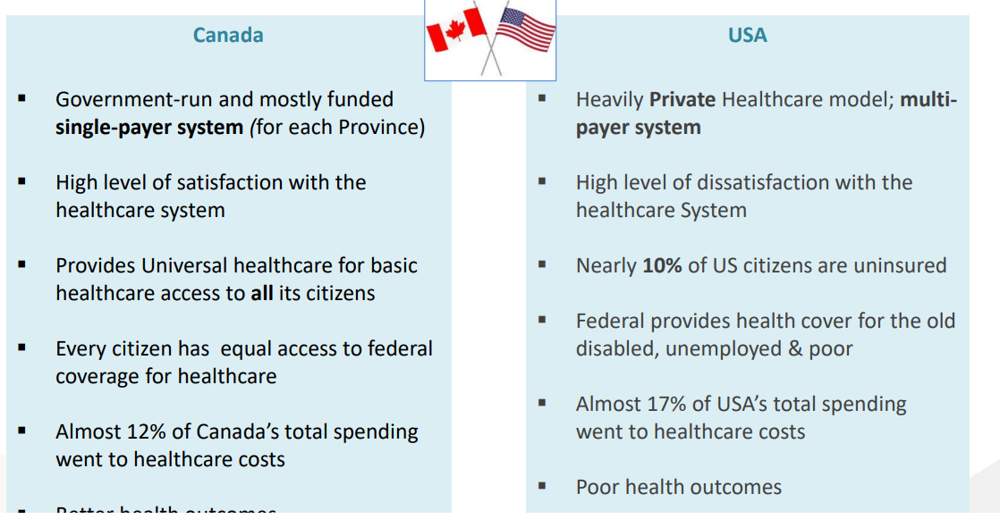 Canada
▪ Government-run and mostly funded
single-payer system (for each Province)
▪ High level of satisfaction with the
healthcare system
▪ Provides Universal healthcare for basic
healthcare access to all its citizens
▪ Every citizen has  equal access to federal
coverage for healthcare
▪ Almost 12% of Canada’s total spending
went to healthcare costs
Better health outcomes
USA
▪ Heavily Private Healthcare model; multi-
payer system
▪ High level of dissatisfaction with the
healthcare System
▪ Nearly 10% of US citizens are uninsured
▪ Federal provides health cover for the old
disabled, unemployed & poor
▪ Almost 17% of USA’s total spending
went to healthcare costs
▪ Poor health outcomes